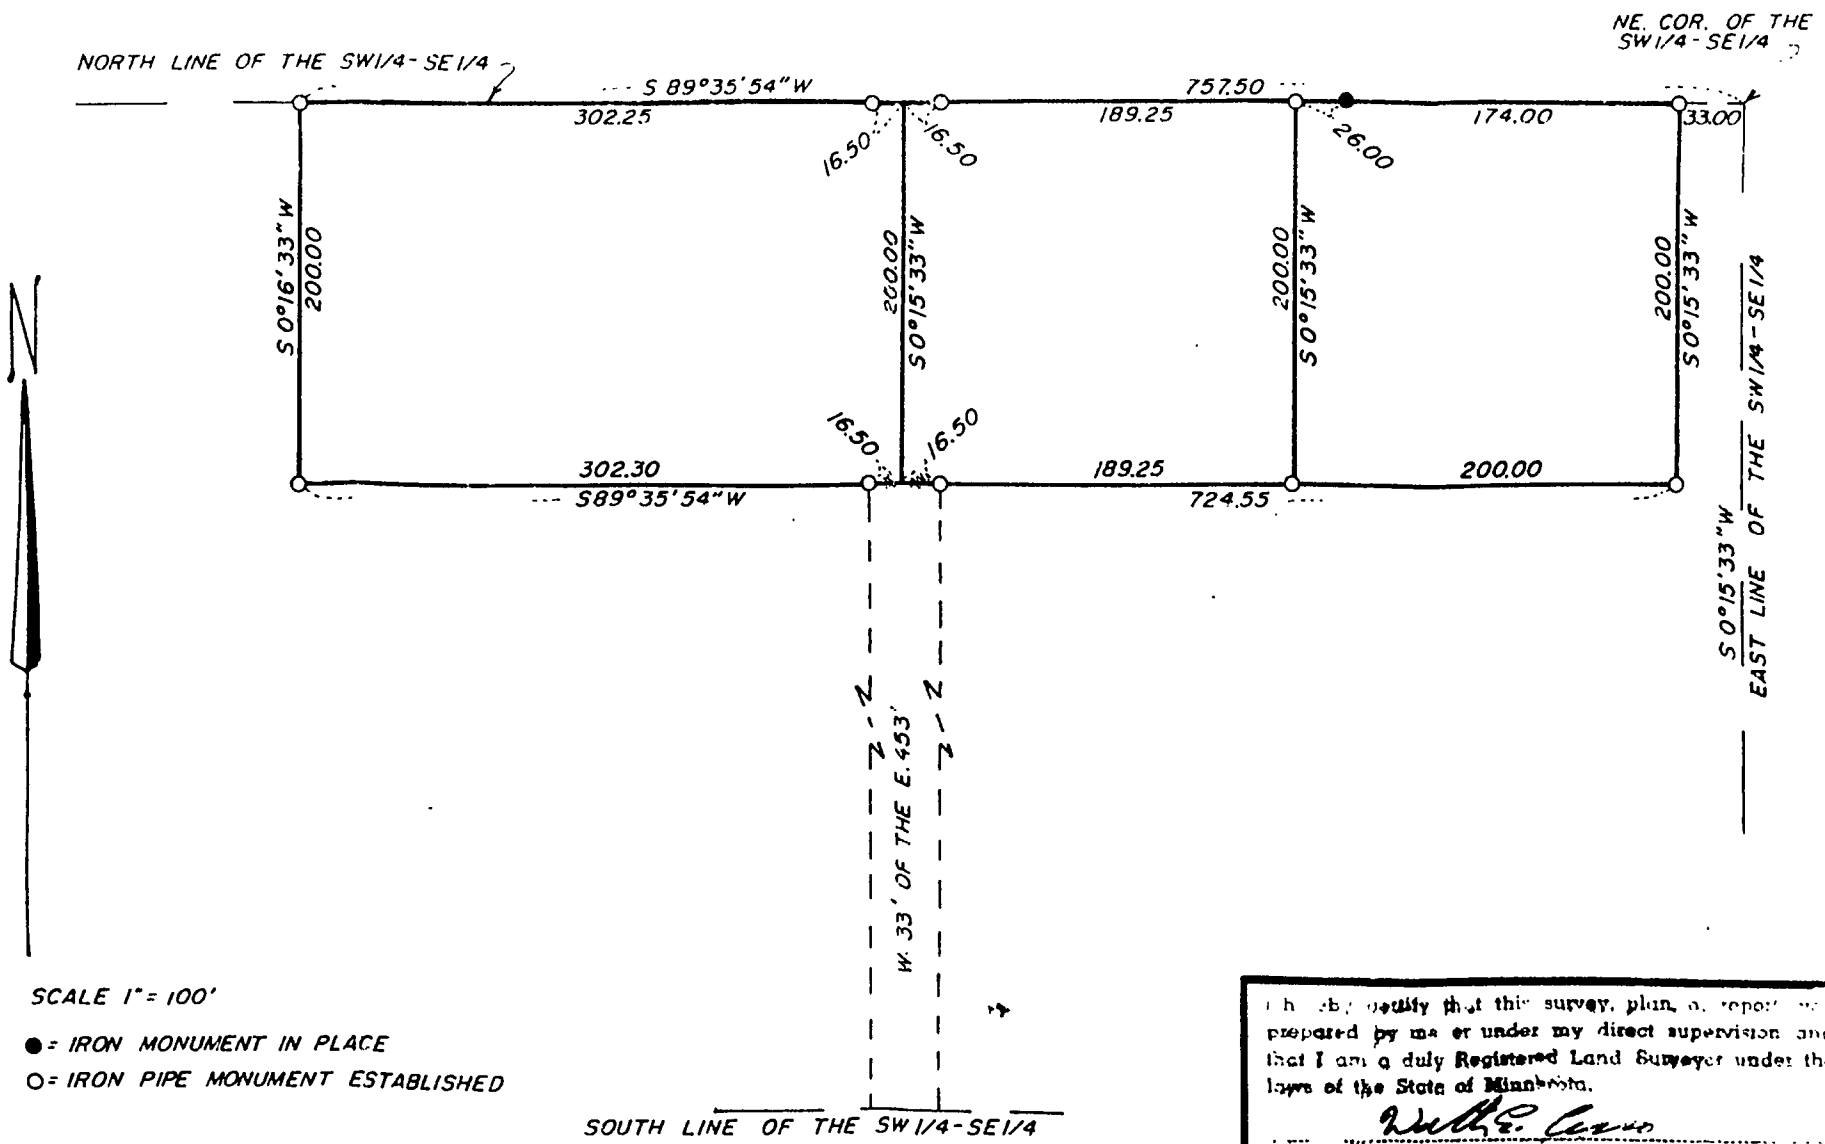 NE. COR. OF THE
SW1/4-SE1/4
NORTH LINE OF THE SW1/4-SE1/4
S 89°35'54"W
757.50
302.25
189.25
174.00
33.00
16.50
16.50
26.00
S 0°16'33"W
200.00
200.00
S 0°15'33"W
200.00
S 0°15'33"W
200.00
S 0°15'33"W
N
16.50
16.50
302.30
189.25
200.00
S89°35'54"W
724.55
S 0°15'33"W
EAST LINE OF THE SW1/4-SE1/4
W. 33' OF THE E. 453'
SCALE 1"=100'
●= IRON MONUMENT IN PLACE
○= IRON PIPE MONUMENT ESTABLISHED
SOUTH LINE OF THE SW1/4-SE1/4
that this survey, plan, report
prepared by me or under my direct supervision
that I am a duly Registered Land Surveyor under
laws of the State of Minnesota.